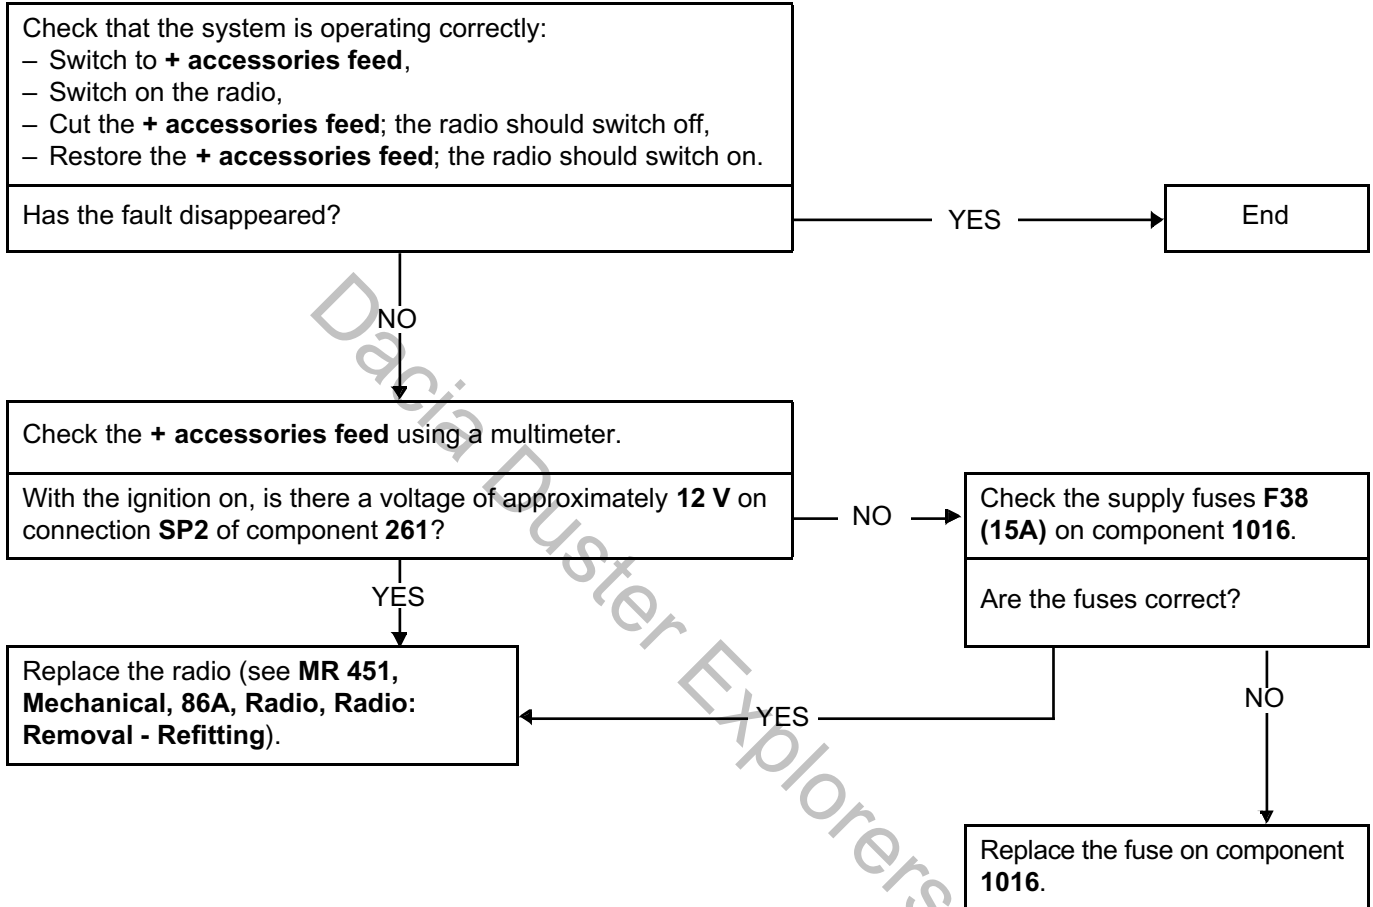 Check that the system is operating correctly:
– Switch to + accessories feed,
– Switch on the radio,
– Cut the + accessories feed; the radio should switch off,
– Restore the + accessories feed; the radio should switch on.
Has the fault disappeared?
YES
End
NO
Check the + accessories feed using a multimeter.
With the ignition on, is there a voltage of approximately 12 V on
connection SP2 of component 261?
NO
Check the supply fuses F38
(15A) on component 1016.
Are the fuses correct?
YES
Replace the radio (see MR 451,
Mechanical, 86A, Radio, Radio:
Removal - Refitting).
YES
NO
Replace the fuse on component
1016.
Dacia Duster Explorers